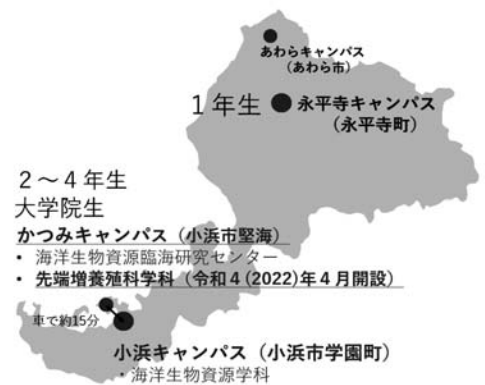 あわらキャンパス
(あわら市)
1年生
永平寺キャンパス
(永平寺町)
2～4年生
大学院生
かつみキャンパス（小浜市堅海）
・ 海洋生物資源臨海研究センター
・ 先端増養殖科学科（令和４(2022)年４月開設）
車で約15分
小浜キャンパス（小浜市学園町）
・海洋生物資源学科